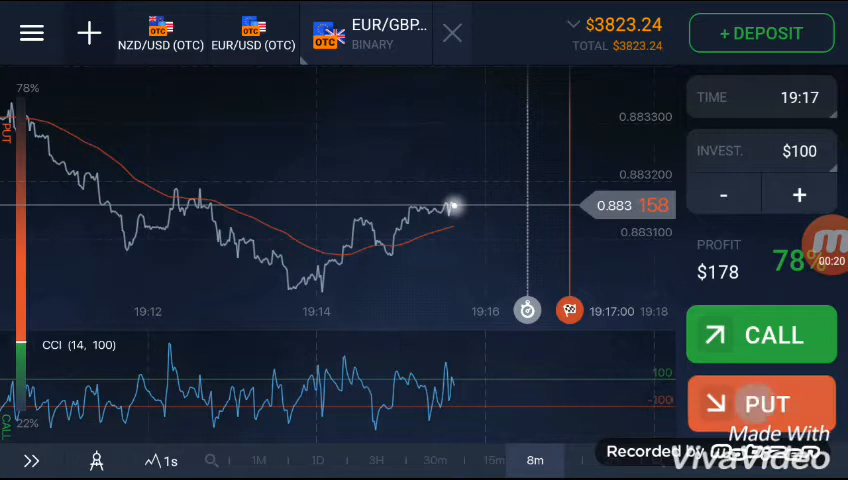 NZD/USD (OTC)
EUR/USD (OTC)
OTC
EUR/GBP...
BINARY
$3823.24
TOTAL $3823.24
+ DEPOSIT
78%
PUT
0.883300
0.883200
0.883 158
0.883100
19:12
19:14
19:16
19:17:00
19:18
TIME 19:17
INVEST. $100
- +
PROFIT
$178
78%
00:20
CALL
PUT
CCI (14, 100)
100
-100
CALL
22%
1s
1M
1D
3H
30m
15m
8m
Recorded by
Made With
VivaVideo